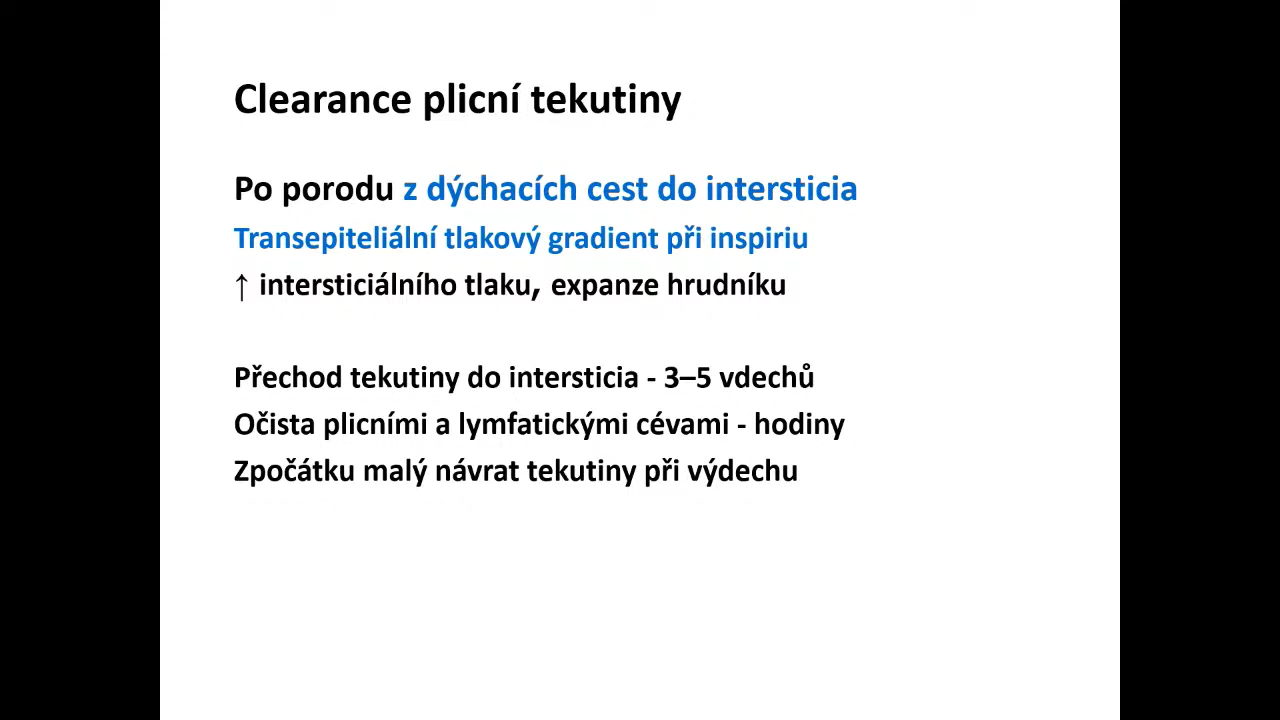 Clearance plicní tekutiny
Po porodu z dýchacích cest do intersticia
Transepiteliální tlakový gradient při inspiriu
↑ intersticiálního tlaku, expanze hrudníku
Přechod tekutiny do intersticia - 3–5 vdechů
Očista plicními a lymfatickými cévami - hodiny
Zpočátku malý návrat tekutiny při výdechu